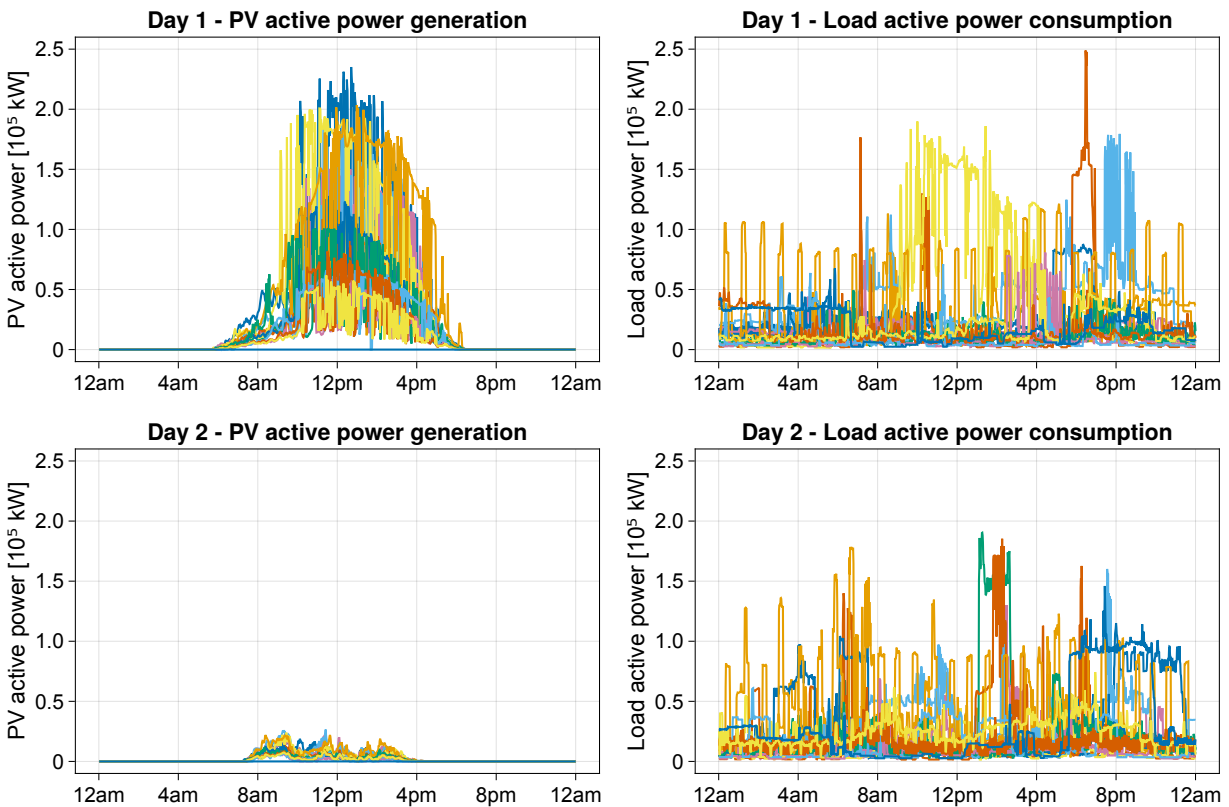 Day 1 - PV active power generation
PV active power [10⁵ kW]
2.5
2.0
1.5
1.0
0.5
0
12am 4am 8am 12pm 4pm 8pm 12am
Day 1 - Load active power consumption
Load active power [10⁵ kW]
2.5
2.0
1.5
1.0
0.5
0
12am 4am 8am 12pm 4pm 8pm 12am
Day 2 - PV active power generation
PV active power [10⁵ kW]
2.5
2.0
1.5
1.0
0.5
0
12am 4am 8am 12pm 4pm 8pm 12am
Day 2 - Load active power consumption
Load active power [10⁵ kW]
2.5
2.0
1.5
1.0
0.5
0
12am 4am 8am 12pm 4pm 8pm 12am